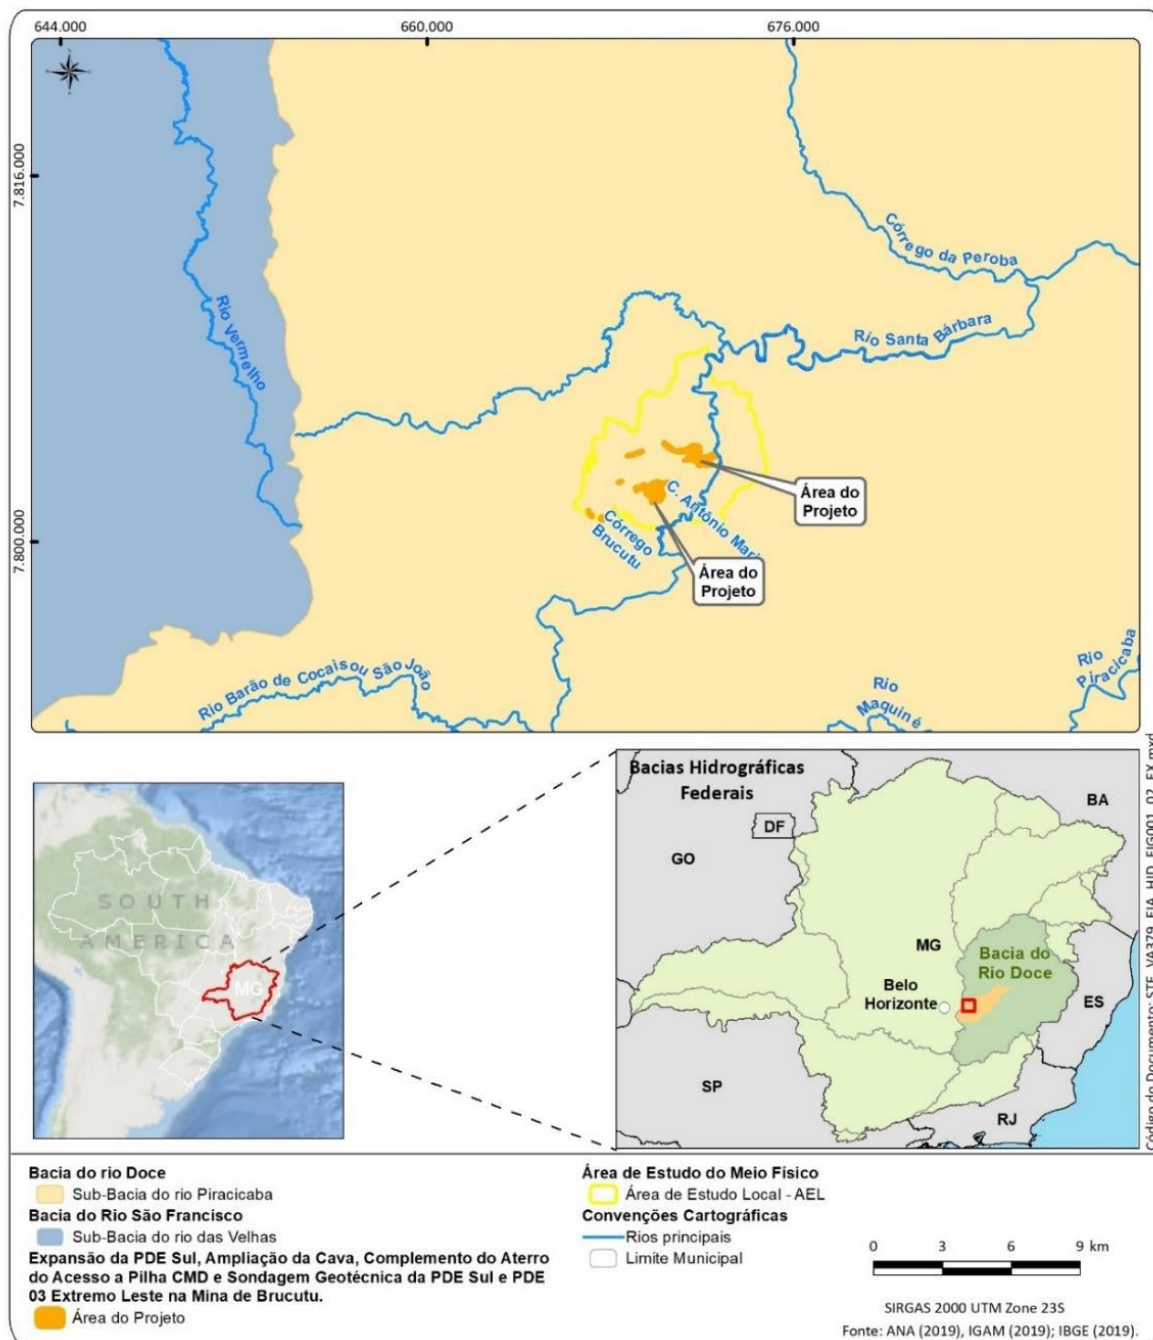 644.000
660.000
676.000
7.816.000
7.800.000
Córrego da Peroba
Rio Santa Bárbara
Rio Vermelho
Área do
Projeto
C. Antônio Mari
Córrego
Brucutu
Área do
Projeto
Rio Barão de Cocaisou São João
Rio
Maquiné
Rio
Piracicaba
SOUTH
AMERICA
MG
Bacias Hidrográficas
Federais
DF
GO
BA
MG
Bacia do
Rio Doce
Belo
Horizonte
ES
SP
RJ
Bacia do rio Doce
Sub-Bacia do rio Piracicaba
Bacia do Rio São Francisco
Sub-Bacia do rio das Velhas
Expansão da PDE Sul, Ampliação da Cava, Complemento do Aterro
do Acesso a Pilha CMD e Sondagem Geotécnica da PDE Sul e PDE
03 Extremo Leste na Mina de Brucutu.
Área do Projeto
Área de Estudo do Meio Físico
Área de Estudo Local - AEL
Convenções Cartográficas
Rios principais
Limite Municipal
0 3 6 9 km
SIRGAS 2000 UTM Zone 23S
Fonte: ANA (2019), IGAM (2019); IBGE (2019).